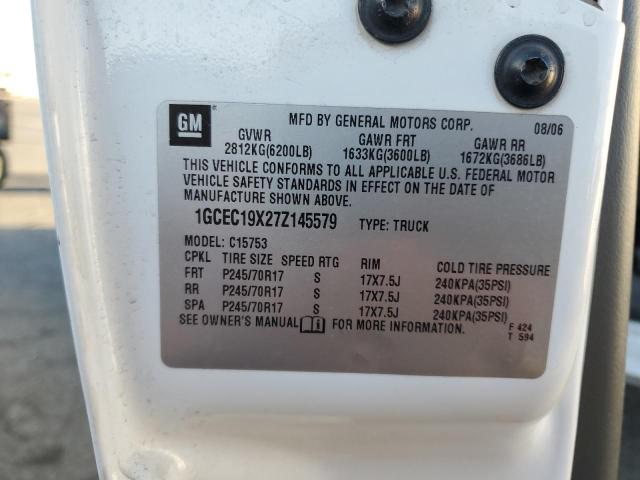 GM MFD BY GENERAL MOTORS CORP. 08/06
GVWR GAWR FRT GAWR RR
2812KG(6200LB) 1633KG(3600LB) 1672KG(3686LB)
THIS VEHICLE CONFORMS TO ALL APPLICABLE U.S. FEDERAL MOTOR
VEHICLE SAFETY STANDARDS IN EFFECT ON THE DATE OF
MANUFACTURE SHOWN ABOVE.
1GCEC19X27Z145579 TYPE: TRUCK
MODEL: C15753
CPKL TIRE SIZE SPEED RTG RIM COLD TIRE PRESSURE
FRT P245/70R17 S 17X7.5J 240KPA(35PSI)
RR P245/70R17 S 17X7.5J 240KPA(35PSI)
SPA P245/70R17 S 17X7.5J 240KPA(35PSI)
SEE OWNER'S MANUAL FOR MORE INFORMATION. F 424
T 594